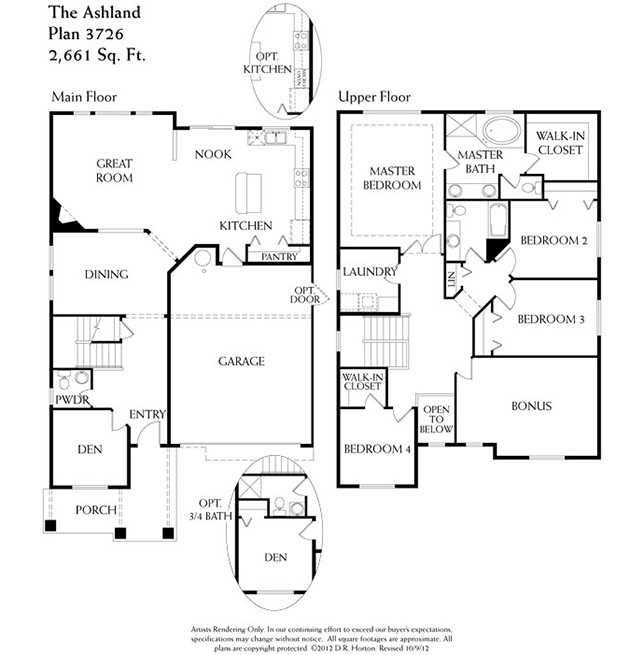 The Ashland
Plan 3726
2,661 Sq. Ft.
OPT.
KITCHEN
OVEN
MICRO
Main Floor
GREAT
ROOM
NOOK
KITCHEN
PANTRY
DINING
OPT.
DOOR
GARAGE
PWDR
ENTRY
DEN
PORCH
OPT.
3/4 BATH
DEN
Upper Floor
MASTER
BEDROOM
MASTER
BATH
WALK-IN
CLOSET
BEDROOM 2
LAUNDRY
LIN
BEDROOM 3
WALK-IN
CLOSET
BONUS
OPEN
TO
BELOW
BEDROOM 4
Artists Rendering Only. In our continuing effort to exceed our buyer's expectations,
specifications may change without notice. All square footages are approximate. All
plans are copyright protected. ©2012 D.R. Horton. Revised 10/9/12